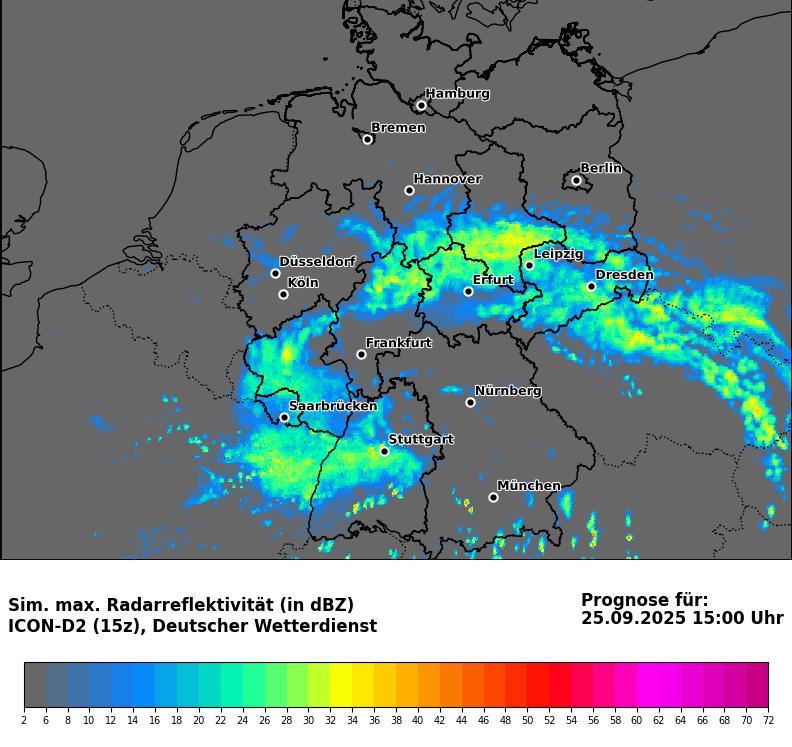 Hamburg
Bremen
Berlin
Hannover
Leipzig
Düsseldorf
Dresden
Köln
Erfurt
Frankfurt
Nürnberg
Saarbrücken
Stuttgart
München
Sim. max. Radarreflektivität (in dBZ)
ICON-D2 (15z), Deutscher Wetterdienst
Prognose für:
25.09.2025 15:00 Uhr
2 6 8 10 12 14 16 18 20 22 24 26 28 30 32 34 36 38 40 42 44 46 48 50 52 54 56 58 60 62 64 66 68 70 72